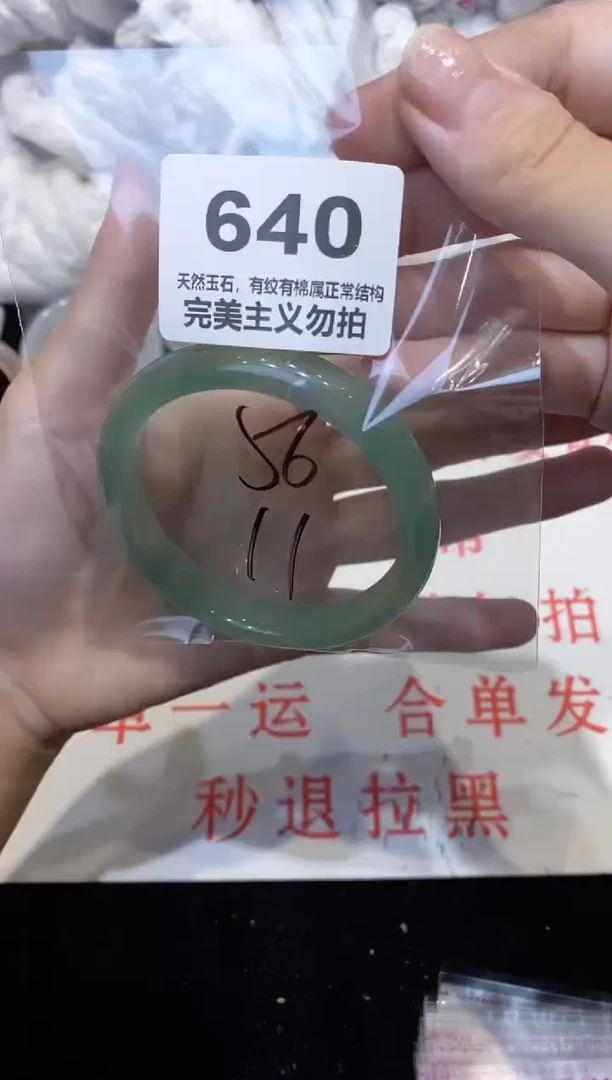 640
天然玉石，有纹有棉属正常结构
完美主义勿拍
56
11
拍
单一运 合单发
秒退拉黑